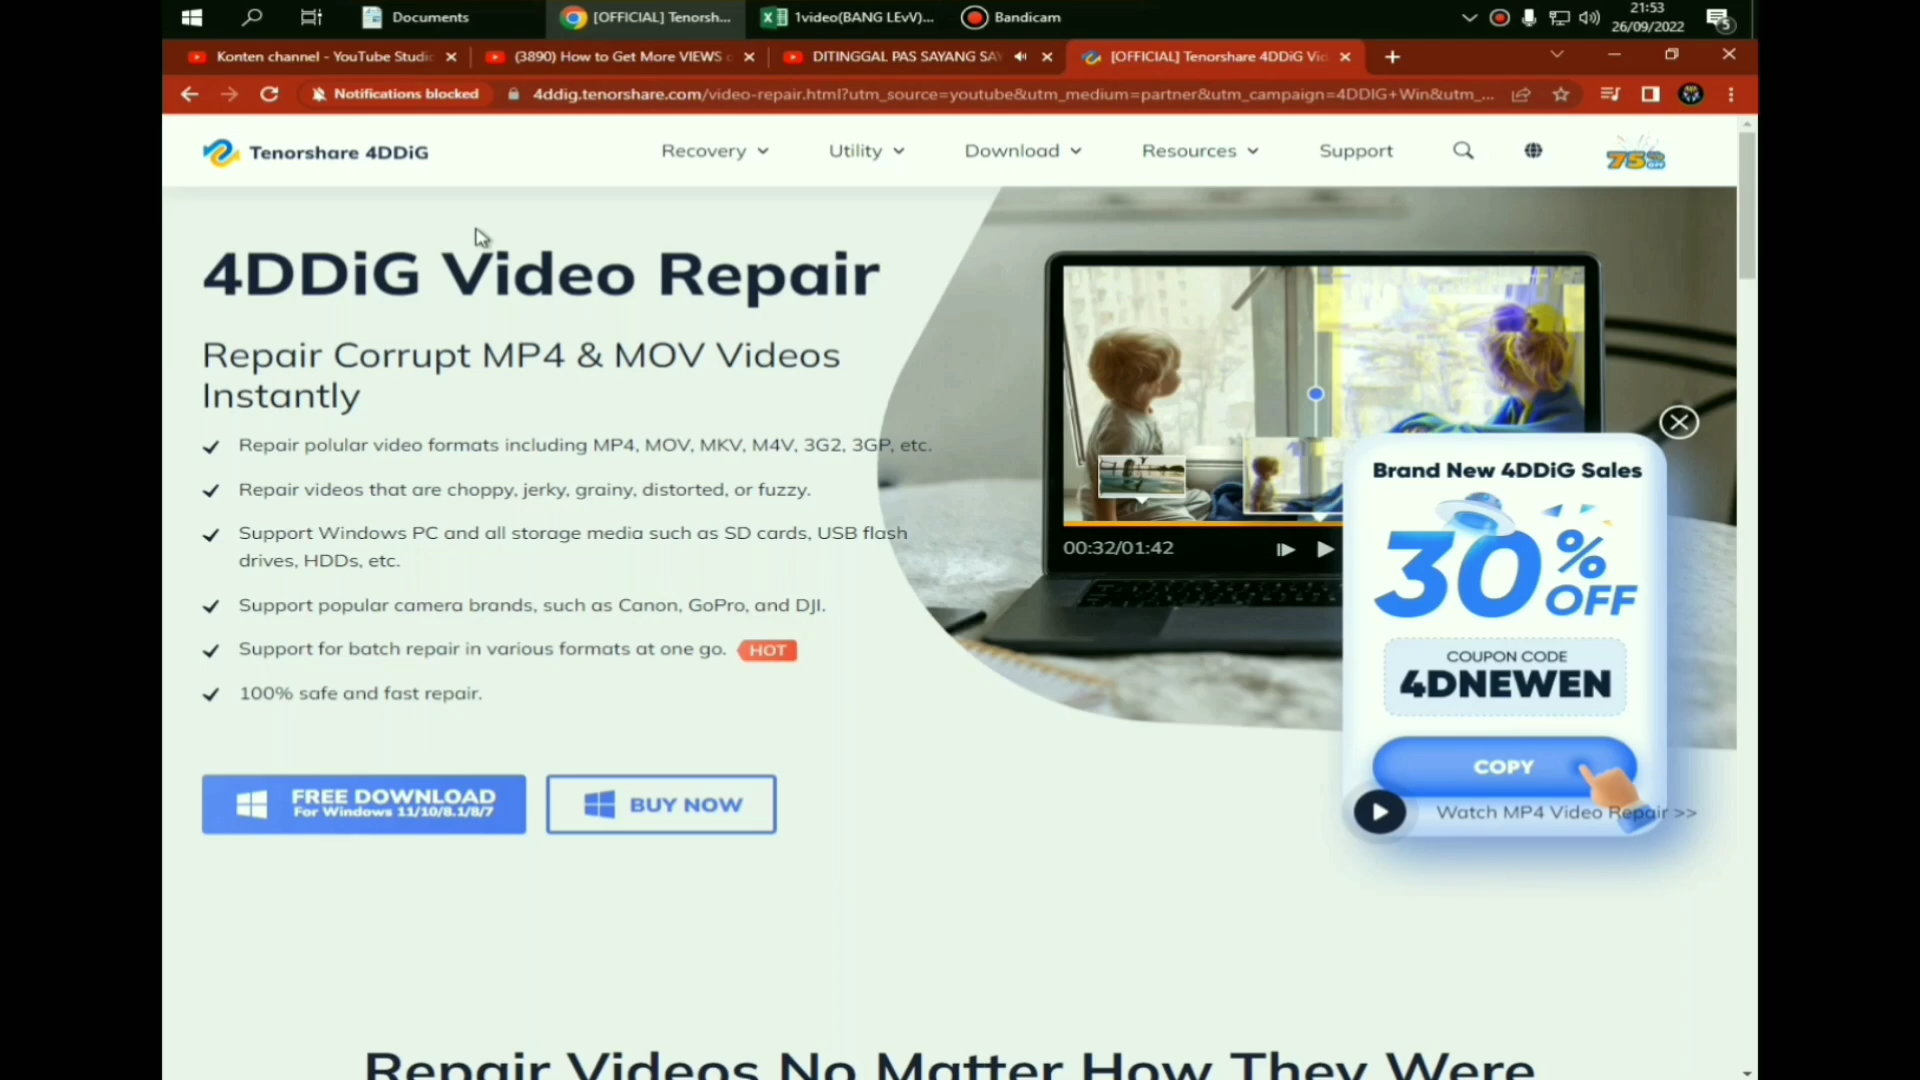 Documents
[OFFICIAL] Tenorsh...
1video(BANG LEvV)...
Bandicam
21:53
26/09/2022
5
Konten channel - YouTube Studi
(3890) How to Get More VIEWS
DITINGGAL PAS SAYANG SA
[OFFICIAL] Tenorshare 4DDiG Vi
Notifications blocked
4ddig.tenorshare.com/video-repair.html?utm_source=youtube&utm_medium=partner&utm_campaign=4DDIG+Win&utm_...
Tenorshare 4DDiG
Recovery
Utility
Download
Resources
Support
75%
4DDiG Video Repair
Repair Corrupt MP4 & MOV Videos
Instantly
Repair polular video formats including MP4, MOV, MKV, M4V, 3G2, 3GP, etc.
Repair videos that are choppy, jerky, grainy, distorted, or fuzzy.
Support Windows PC and all storage media such as SD cards, USB flash
drives, HDDs, etc.
Support popular camera brands, such as Canon, GoPro, and DJI.
Support for batch repair in various formats at one go. HOT
100% safe and fast repair.
FREE DOWNLOAD
For Windows 11/10/8.1/8/7
BUY NOW
00:32/01:42
Brand New 4DDiG Sales
30% OFF
COUPON CODE
4DNEWEN
COPY
Watch MP4 Video Repair >>
Repair Videos No Matter How They Were